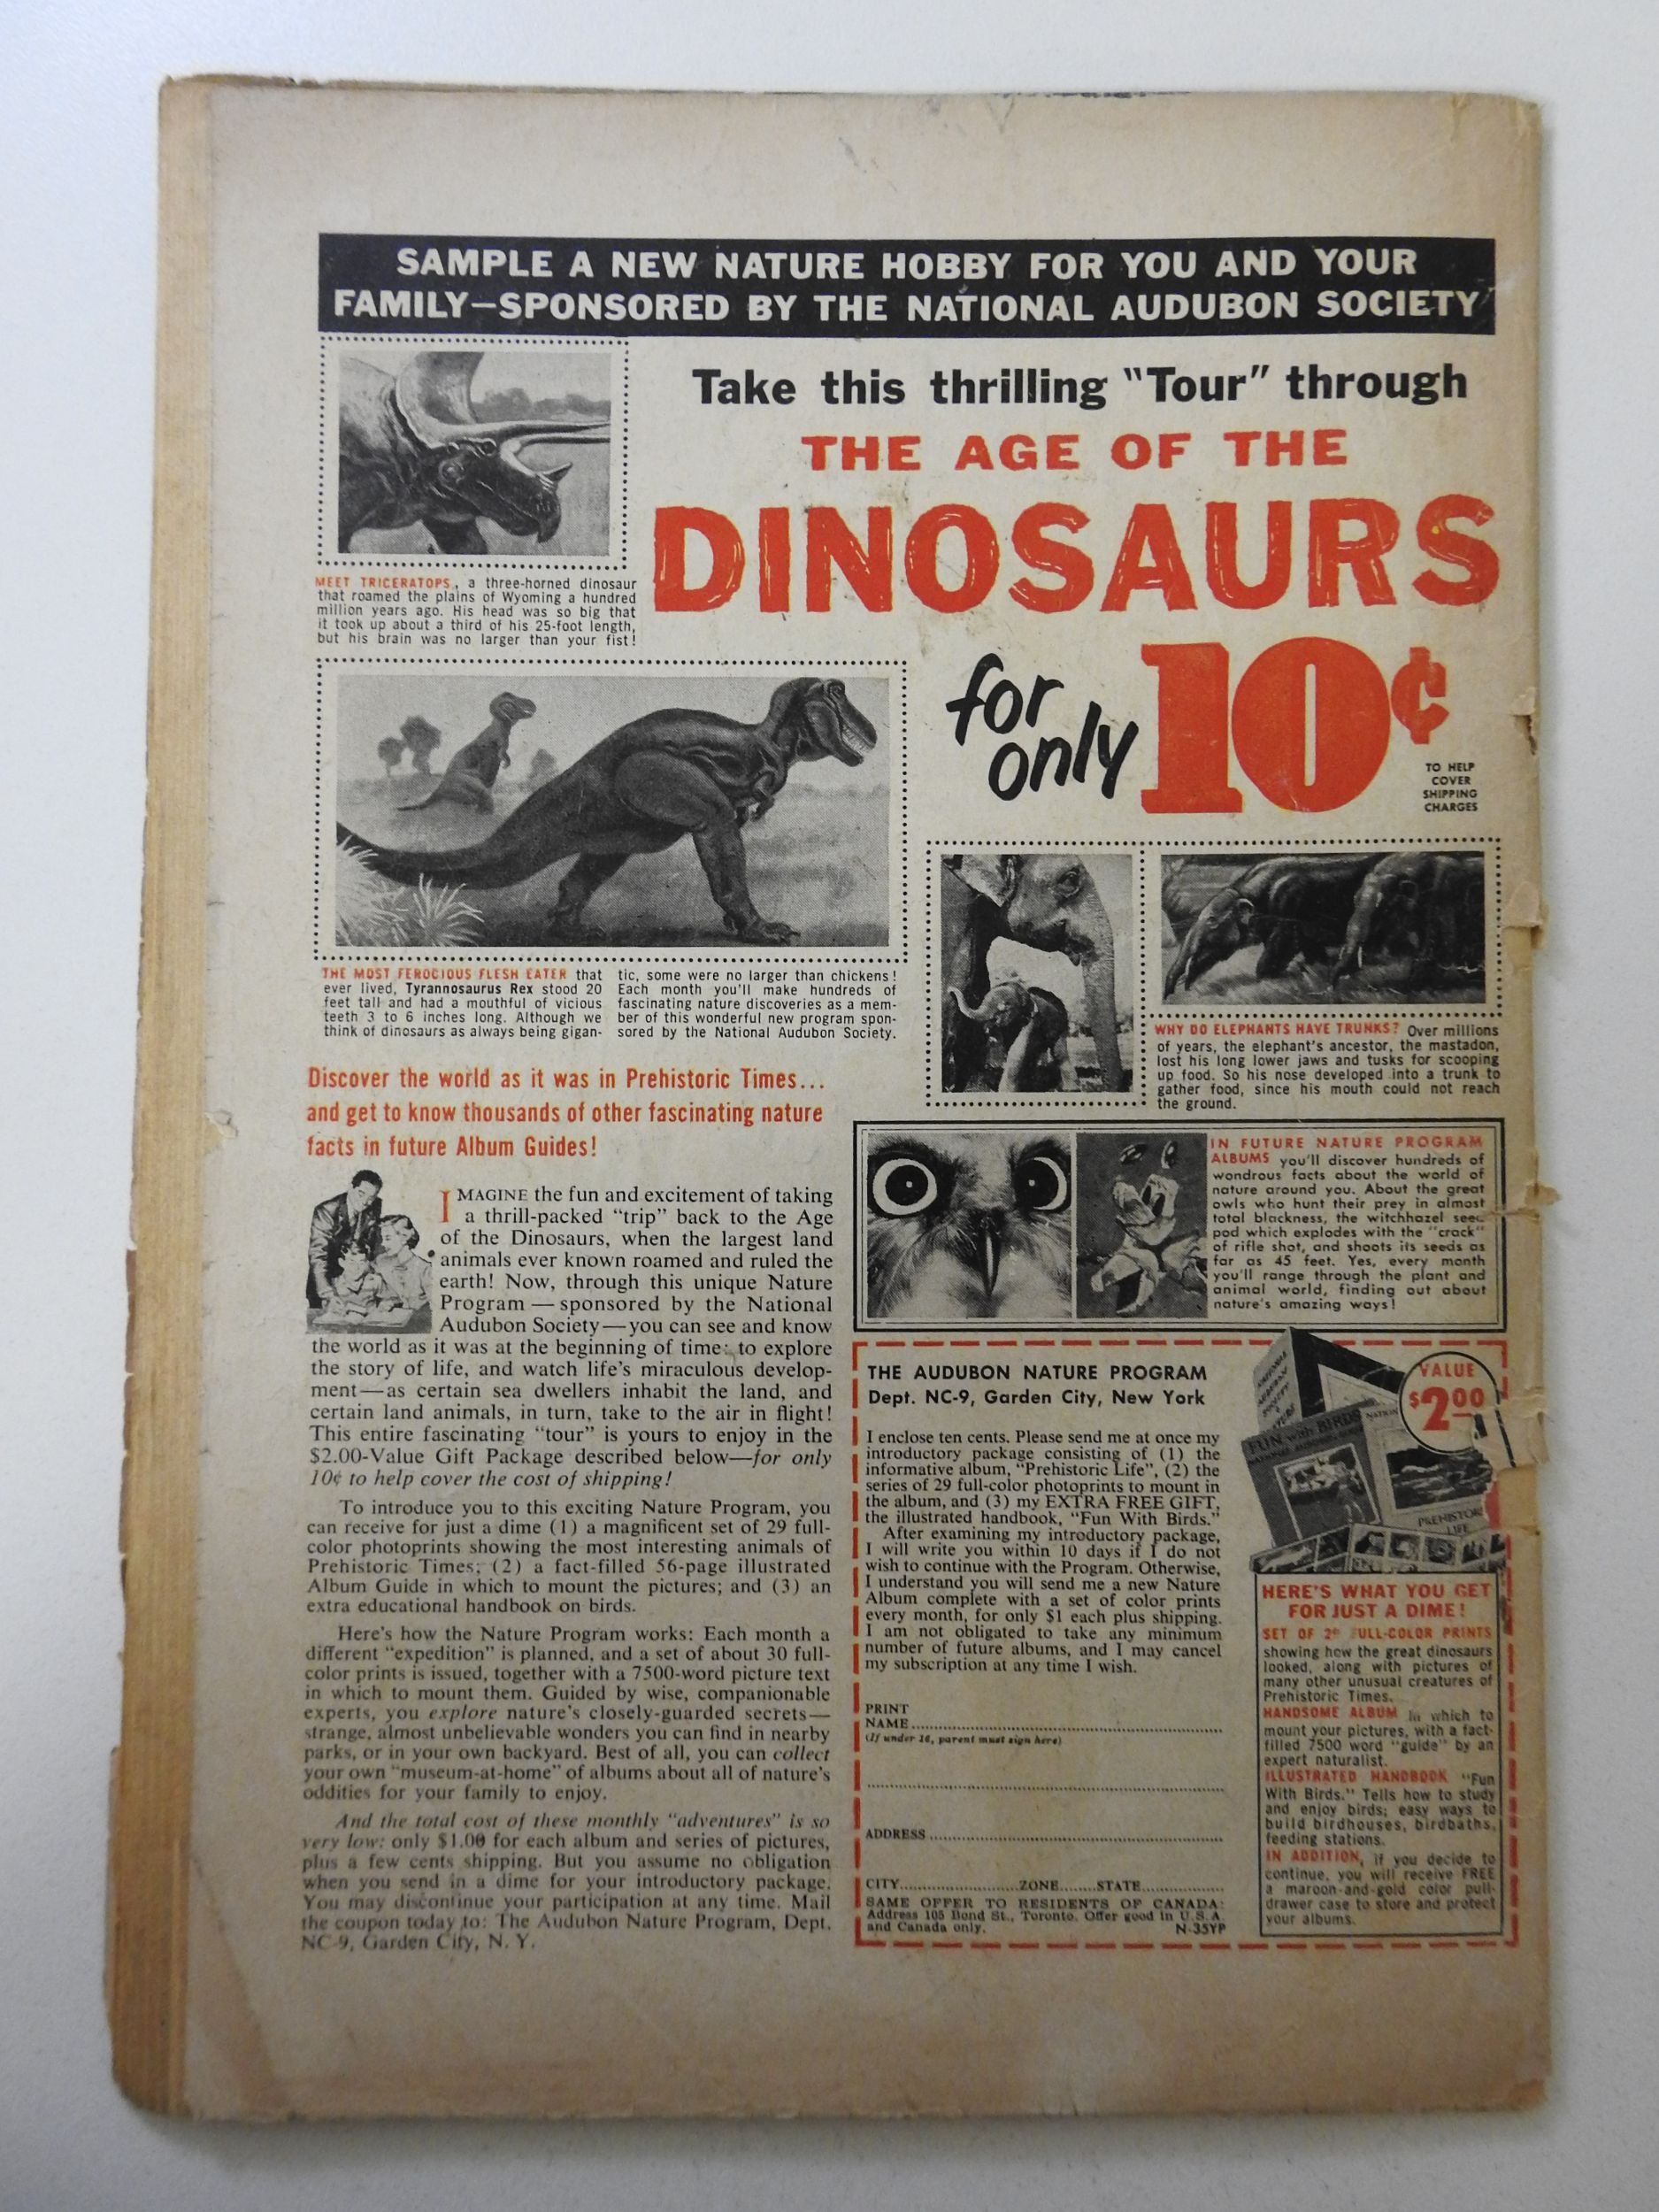 SAMPLE A NEW NATURE HOBBY FOR YOU AND YOUR
FAMILY—SPONSORED BY THE NATIONAL AUDUBON SOCIETY
Take this thrilling "Tour" through
THE AGE OF THE
DINOSAURS
for only 10¢
TO HELP
COVER
SHIPPING
CHARGES
MEET TRICERATOPS, a three-horned dinosaur
that roamed the plains of Wyoming a hundred
million years ago. His head was so big that
it took up about a third of his 25-foot length,
but his brain was no larger than your fist!
THE MOST FEROCIOUS FLESH EATER that
ever lived, Tyrannosaurus Rex stood 20
feet tall and had a mouthful of vicious
teeth 3 to 6 inches long. Although we
think of dinosaurs as always being gigan-
tic, some were no larger than chickens!
Each month you'll make hundreds of
fascinating nature discoveries as a mem-
ber of this wonderful new program spon-
sored by the National Audubon Society.
WHY DO ELEPHANTS HAVE TRUNKS? Over millions
of years, the elephant's ancestor, the mastadon,
lost his long lower jaws and tusks for scooping
up food. So his nose developed into a trunk to
gather food, since his mouth could not reach
the ground.
Discover the world as it was in Prehistoric Times...
and get to know thousands of other fascinating nature
facts in future Album Guides!
IMAGINE the fun and excitement of taking
a thrill-packed "trip" back to the Age
of the Dinosaurs, when the largest land
animals ever known roamed and ruled the
earth! Now, through this unique Nature
Program — sponsored by the National
Audubon Society—you can see and know
the world as it was at the beginning of time: to explore
the story of life, and watch life's miraculous develop-
ment—as certain sea dwellers inhabit the land, and
certain land animals, in turn, take to the air in flight!
This entire fascinating "tour" is yours to enjoy in the
$2.00-Value Gift Package described below—for only
10¢ to help cover the cost of shipping!
To introduce you to this exciting Nature Program, you
can receive for just a dime (1) a magnificent set of 29 full-
color photoprints showing the most interesting animals of
Prehistoric Times; (2) a fact-filled 56-page illustrated
Album Guide in which to mount the pictures; and (3) an
extra educational handbook on birds.
Here's how the Nature Program works: Each month a
different "expedition" is planned, and a set of about 30 full-
color prints is issued, together with a 7500-word picture text
in which to mount them. Guided by wise, companionable
experts, you explore nature's closely-guarded secrets—
strange, almost unbelievable wonders you can find in nearby
parks, or in your own backyard. Best of all, you can collect
your own "museum-at-home" of albums about all of nature's
oddities for your family to enjoy.
And the total cost of these monthly "adventures" is so
very low: only $1.00 for each album and series of pictures,
plus a few cents shipping. But you assume no obligation
when you send in a dime for your introductory package.
You may discontinue your participation at any time. Mail
the coupon today to: The Audubon Nature Program, Dept.
NC-9, Garden City, N. Y.
IN FUTURE NATURE PROGRAM
ALBUMS you'll discover hundreds of
wondrous facts about the world of
nature around you. About the great
owls who hunt their prey in almost
total blackness, the witchhazel seed
pod which explodes with the "crack"
of rifle shot, and shoots its seeds as
far as 45 feet. Yes, every month
you'll range through the plant and
animal world, finding out about
nature's amazing ways!
THE AUDUBON NATURE PROGRAM
Dept. NC-9, Garden City, New York
I enclose ten cents. Please send me at once my
introductory package consisting of (1) the
informative album, "Prehistoric Life", (2) the
series of 29 full-color photoprints to mount in
the album, and (3) my EXTRA FREE GIFT,
the illustrated handbook, "Fun With Birds."
After examining my introductory package,
I will write you within 10 days if I do not
wish to continue with the Program. Otherwise,
I understand you will send me a new Nature
Album complete with a set of color prints
every month, for only $1 each plus shipping.
I am not obligated to take any minimum
number of future albums, and I may cancel
my subscription at any time I wish.
PRINT
NAME
(If under 16, parent must sign here)
ADDRESS
CITY ZONE STATE
SAME OFFER TO RESIDENTS OF CANADA:
Address 105 Bond St., Toronto. Offer good in U.S.A
and Canada only. N-35YP
VALUE
$2.00
FUN with BIRDS
PREHISTORIC
LIFE
HERE'S WHAT YOU GET
FOR JUST A DIME!
SET OF 29 FULL-COLOR PRINTS
showing how the great dinosaurs
looked, along with pictures of
many other unusual creatures of
Prehistoric Times.
HANDSOME ALBUM in which to
mount your pictures, with a fact-
filled 7500 word "guide" by an
expert naturalist.
ILLUSTRATED HANDBOOK "Fun
With Birds." Tells how to study
and enjoy birds; easy ways to
build birdhouses, birdbaths,
feeding stations.
IN ADDITION, if you decide to
continue, you will receive FREE
a maroon-and-gold color pull-
drawer case to store and protect
your albums.